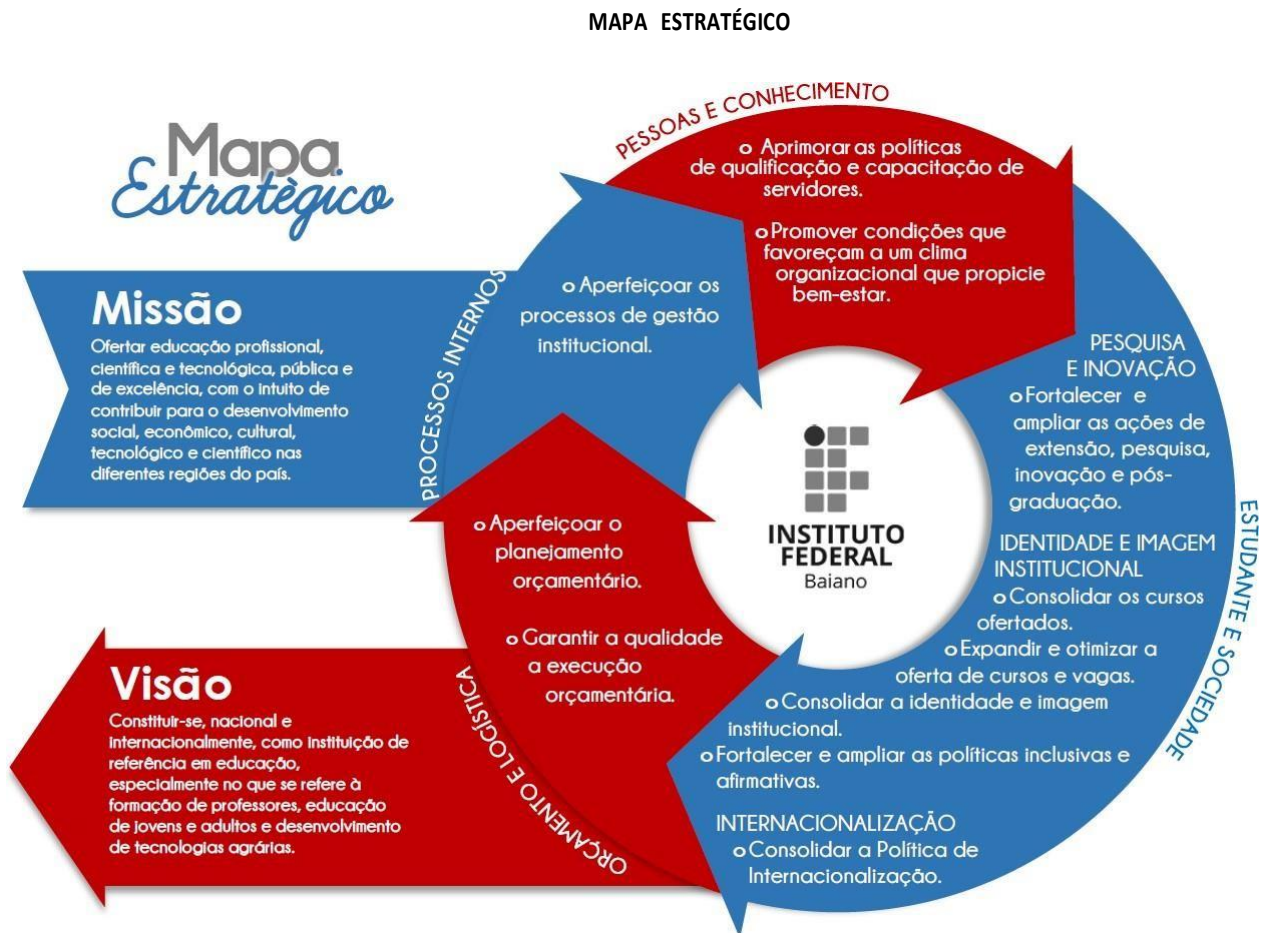 MAPA ESTRATÉGICO
Mapa
Estratègico
Missão
Ofertar educação profissional,
científica e tecnológica, pública e
de excelência, com o intuito de
contribuir para o desenvolvimento
social, econômico, cultural,
tecnológico e científico nas
diferentes regiões do país.
Visão
Constituir-se, nacional e
internacionalmente, como instituição de
referência em educação,
especialmente no que se refere à
formação de professores, educação
de jovens e adultos e desenvolvimento
de tecnologias agrárias.
PROCESSOS INTERNOS
o Aperfeiçoar os
processos de gestão
institucional.
PESSOAS E CONHECIMENTO
o Aprimorar as políticas
de qualificação e capacitação de
servidores.
o Promover condições que
favoreçam a um clima
organizacional que propicie
bem-estar.
ESTUDANTE E SOCIEDADE
PESQUISA
E INOVAÇÃO
o Fortalecer e
ampliar as ações de
extensão, pesquisa,
inovação e pós-
graduação.
IDENTIDADE E IMAGEM
INSTITUCIONAL
o Consolidar os cursos
ofertados.
o Expandir e otimizar a
oferta de cursos e vagas.
o Consolidar a identidade e imagem
institucional.
o Fortalecer e ampliar as políticas inclusivas e
afirmativas.
INTERNACIONALIZAÇÃO
o Consolidar a Política de
Internacionalização.
ORÇAMENTO E LOGÍSTICA
o Aperfeiçoar o
planejamento
orçamentário.
o Garantir a qualidade
a execução
orçamentária.
INSTITUTO
FEDERAL
Baiano